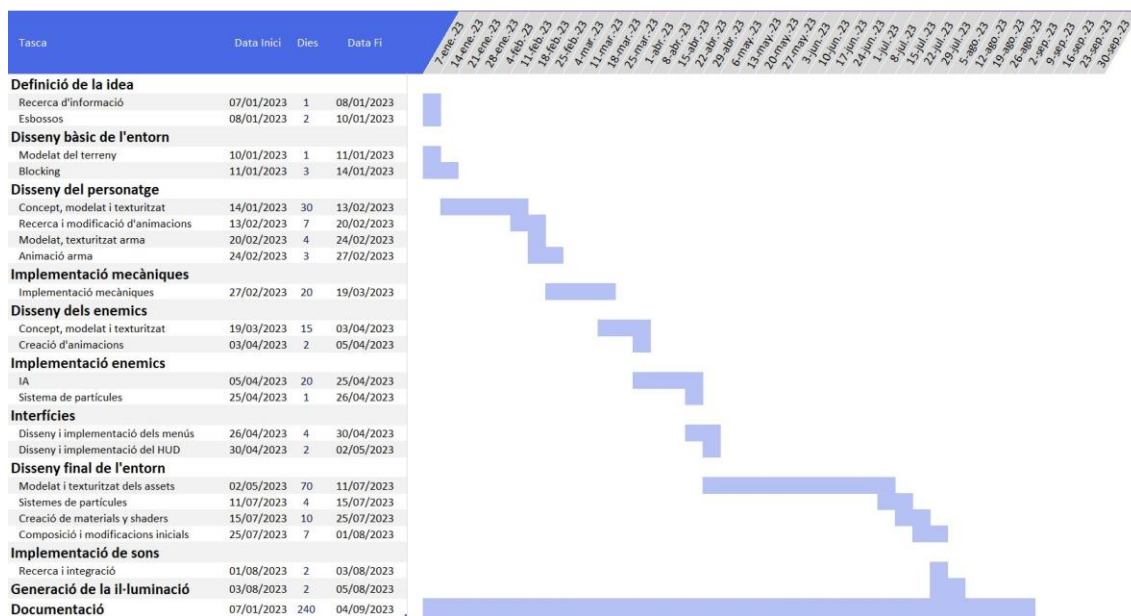 Tasca Data Inici Dies Data Fi 7-ene.-23 14-ene.-23 21-ene.-23 28-ene.-23 4-feb.-23 11-feb.-23 18-feb.-23 25-feb.-23 4-mar.-23 11-mar.-23 18-mar.-23 25-mar.-23 1-abr.-23 8-abr.-23 15-abr.-23 22-abr.-23 29-abr.-23 6-may.-23 13-may.-23 20-may.-23 27-may.-23 3-jun.-23 10-jun.-23 17-jun.-23 24-jun.-23 1-jul.-23 8-jul.-23 15-jul.-23 22-jul.-23 29-jul.-23 5-ago.-23 12-ago.-23 19-ago.-23 26-ago.-23 2-sep.-23 9-sep.-23 16-sep.-23 23-sep.-23 30-sep.-23
Definició de la idea
Recerca d'informació 07/01/2023 1 08/01/2023
Esbossos 08/01/2023 2 10/01/2023
Disseny bàsic de l'entorn
Modelat del terreny 10/01/2023 1 11/01/2023
Blocking 11/01/2023 3 14/01/2023
Disseny del personatge
Concept, modelat i texturitzat 14/01/2023 30 13/02/2023
Recerca i modificació d'animacions 13/02/2023 7 20/02/2023
Modelat, texturitzat arma 20/02/2023 4 24/02/2023
Animació arma 24/02/2023 3 27/02/2023
Implementació mecàniques
Implementació mecàniques 27/02/2023 20 19/03/2023
Disseny dels enemics
Concept, modelat i texturitzat 19/03/2023 15 03/04/2023
Creació d'animacions 03/04/2023 2 05/04/2023
Implementació enemics
IA 05/04/2023 20 25/04/2023
Sistema de partícules 25/04/2023 1 26/04/2023
Interfícies
Disseny i implementació dels menús 26/04/2023 4 30/04/2023
Disseny i implementació del HUD 30/04/2023 2 02/05/2023
Disseny final de l'entorn
Modelat i texturitzat dels assets 02/05/2023 70 11/07/2023
Sistemes de partícules 11/07/2023 4 15/07/2023
Creació de materials y shaders 15/07/2023 10 25/07/2023
Composició i modificacions inicials 25/07/2023 7 01/08/2023
Implementació de sons
Recerca i integració 01/08/2023 2 03/08/2023
Generació de la il·luminació 03/08/2023 2 05/08/2023
Documentació 07/01/2023 240 04/09/2023